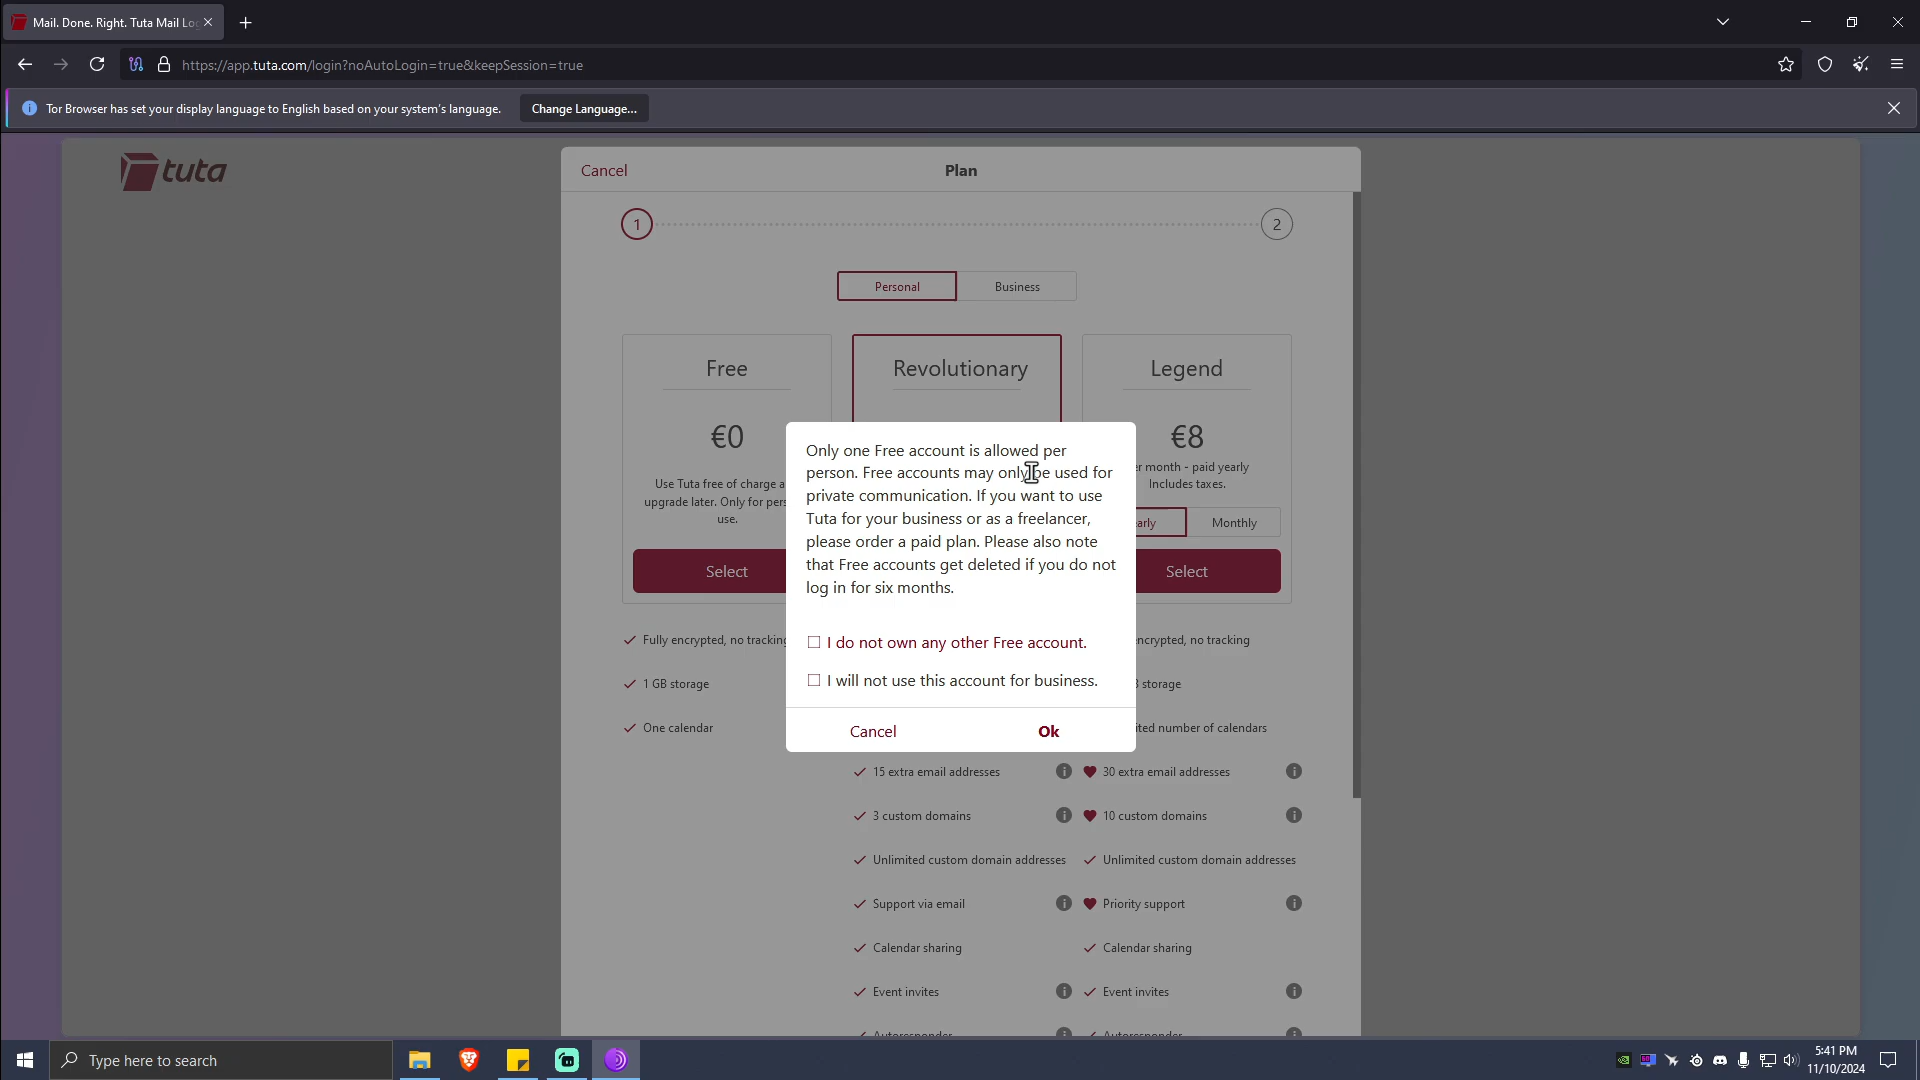 Mail. Done. Right. Tuta Mail Lo
https://app.tuta.com/login?noAutoLogin=true&keepSession=true
Tor Browser has set your display language to English based on your system's language.
Change Language...
tuta
Cancel
Plan
1
2
Personal
Business
Free
Revolutionary
Legend
€0
€8
Use Tuta free of charge a
upgrade later. Only for pers
use.
er month - paid yearly
Includes taxes.
early
Monthly
Select
Select
Only one Free account is allowed per
person. Free accounts may only be used for
private communication. If you want to use
Tuta for your business or as a freelancer,
please order a paid plan. Please also note
that Free accounts get deleted if you do not
log in for six months.
I do not own any other Free account.
I will not use this account for business.
Cancel
Ok
Fully encrypted, no tracking
encrypted, no tracking
1 GB storage
storage
One calendar
ited number of calendars
15 extra email addresses
30 extra email addresses
3 custom domains
10 custom domains
Unlimited custom domain addresses
Unlimited custom domain addresses
Support via email
Priority support
Calendar sharing
Calendar sharing
Event invites
Event invites
Autoresponder
Autoresponder
Type here to search
5:41 PM
11/10/2024